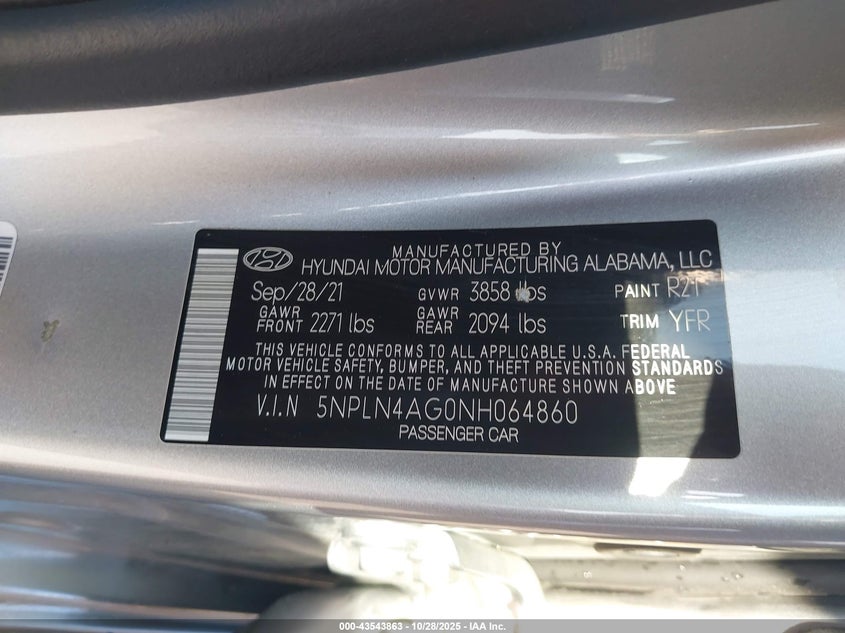 MANUFACTURED BY
HYUNDAI MOTOR MANUFACTURING ALABAMA, LLC
Sep/28/21 GVWR 3858 lbs PAINT R2T
GAWR FRONT 2271 lbs GAWR REAR 2094 lbs TRIM YFR
THIS VEHICLE CONFORMS TO ALL APPLICABLE U.S.A. FEDERAL
MOTOR VEHICLE SAFETY, BUMPER, AND THEFT PREVENTION STANDARDS
IN EFFECT ON THE DATE OF MANUFACTURE SHOWN ABOVE
V.I.N 5NPLN4AG0NH064860
PASSENGER CAR
000-43543863 - 10/28/2025 - IAA Inc.